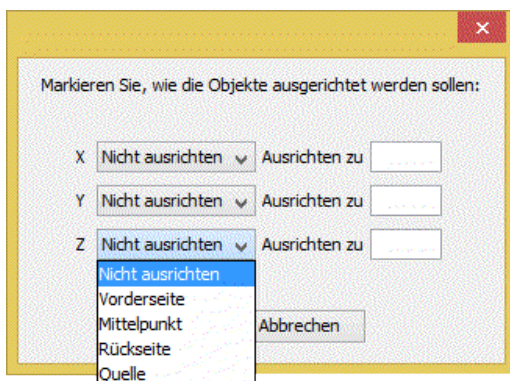 Markieren Sie, wie die Objekte ausgerichtet werden sollen:
X Nicht ausrichten Ausrichten zu
Y Nicht ausrichten Ausrichten zu
Z Nicht ausrichten Ausrichten zu
Nicht ausrichten
Vorderseite
Mittelpunkt Abbrechen
Rückseite
Quelle